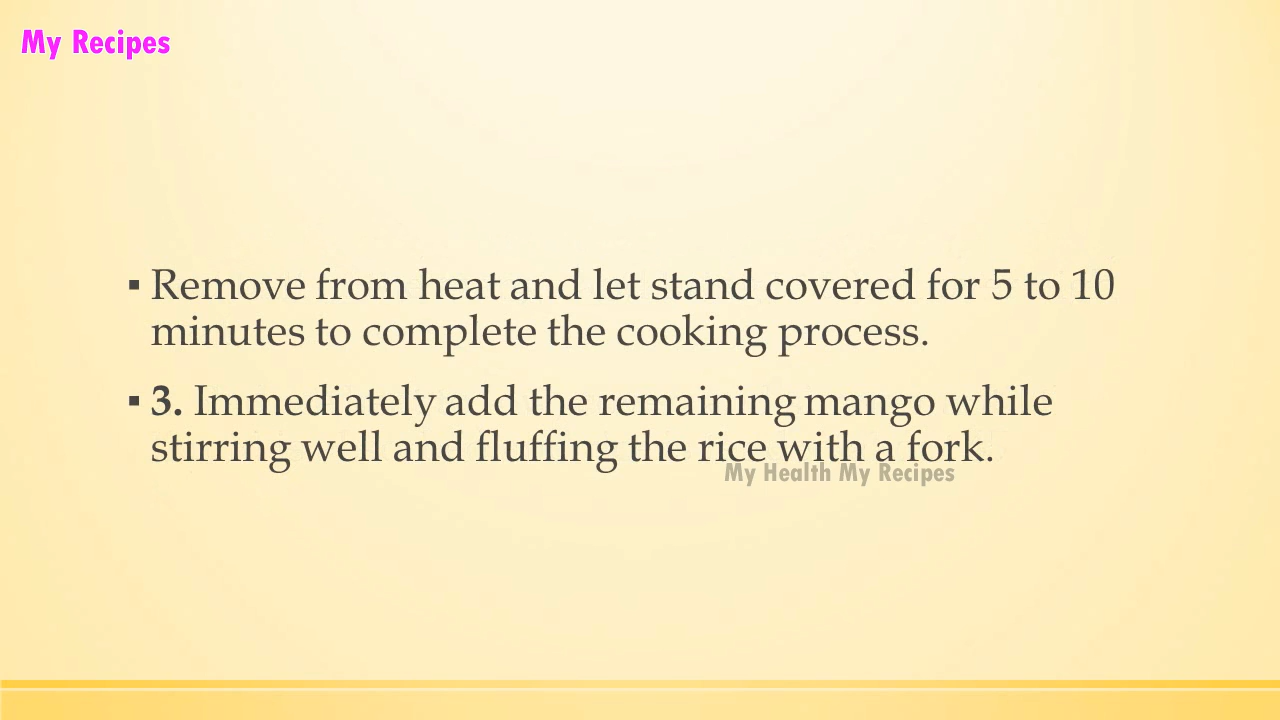 My Recipes
▪ Remove from heat and let stand covered for 5 to 10
minutes to complete the cooking process.
▪ 3. Immediately add the remaining mango while
stirring well and fluffing the rice with a fork.
My Health My Recipes